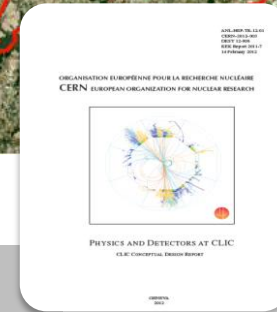 ANL-HEP-TR-12-01
CERN-2012-003
DESY 12-008
KEK Report 2011-7
14 February 2012
ORGANISATION EUROPÉENNE POUR LA RECHERCHE NUCLÉAIRE
CERN EUROPEAN ORGANIZATION FOR NUCLEAR RESEARCH
PHYSICS AND DETECTORS AT CLIC
CLIC CONCEPTUAL DESIGN REPORT
GENEVA
2012